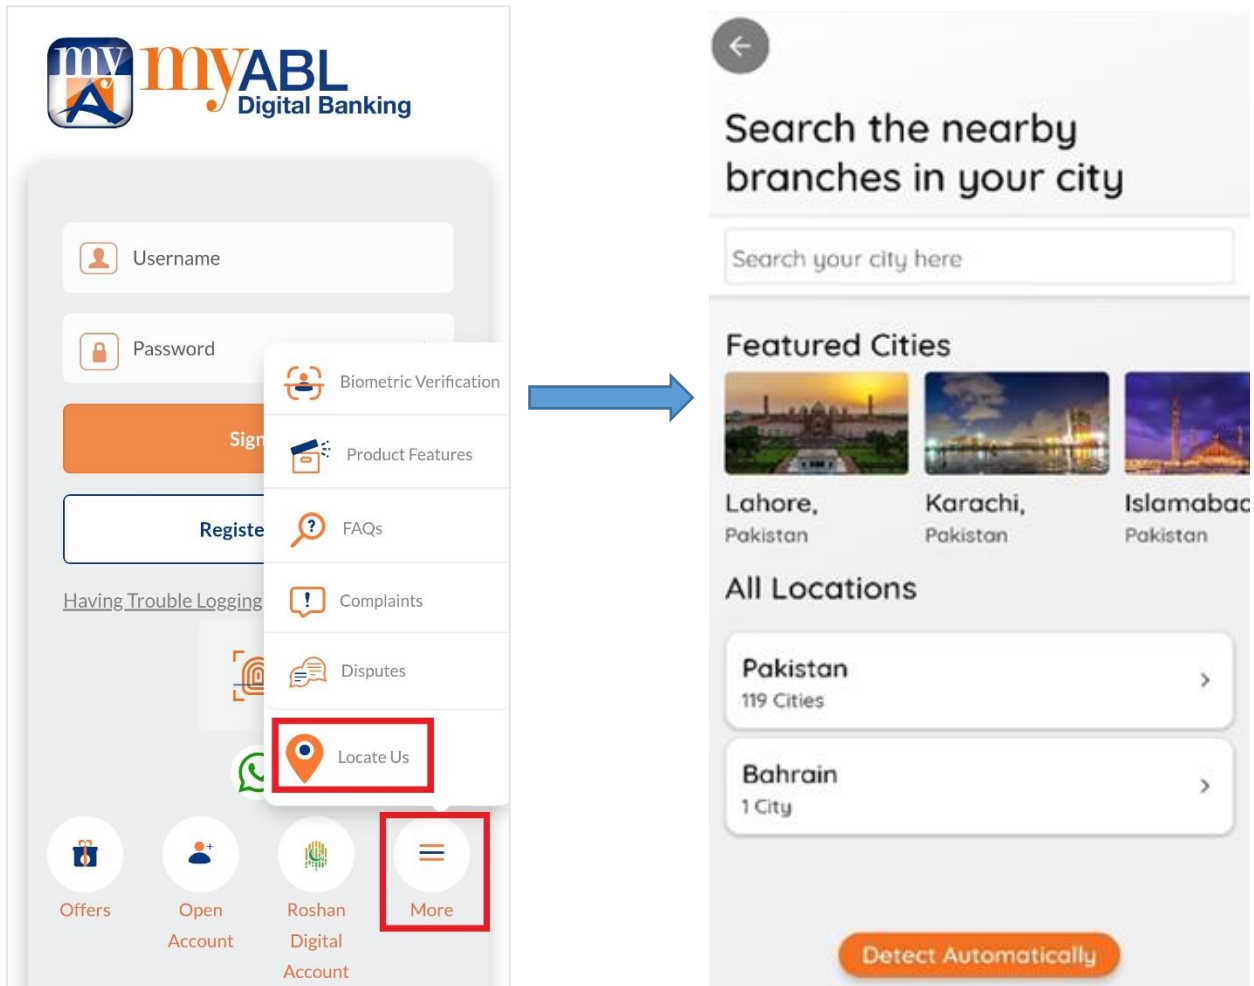 my
myABL
Digital Banking
Username
Password
Sign
Registe
Having Trouble Logging
Biometric Verification
Product Features
FAQs
Complaints
Disputes
Locate Us
Offers
Open
Account
Roshan
Digital
Account
More
Search the nearby
branches in your city
Search your city here
Featured Cities
Lahore,
Pakistan
Karachi,
Pakistan
Islamabad
Pakistan
All Locations
Pakistan
119 Cities
Bahrain
1 City
Detect Automatically